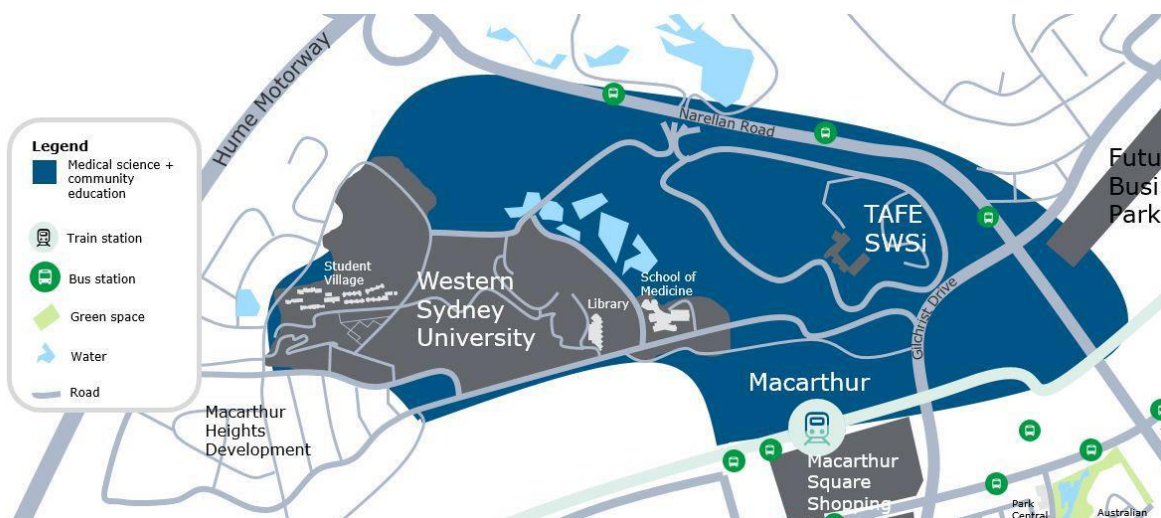 Legend
Medical science +
community
education
Train station
Bus station
Green space
Water
Road
Hume Motorway
Narellan Road
Futu
Busi
Park
TAFE
SWSi
Student
Village
Western
Sydney
University
Library
School of
Medicine
Gilchrist Drive
Macarthur
Macarthur
Heights
Development
Macarthur
Square
Shopping
Park
Central
Australian